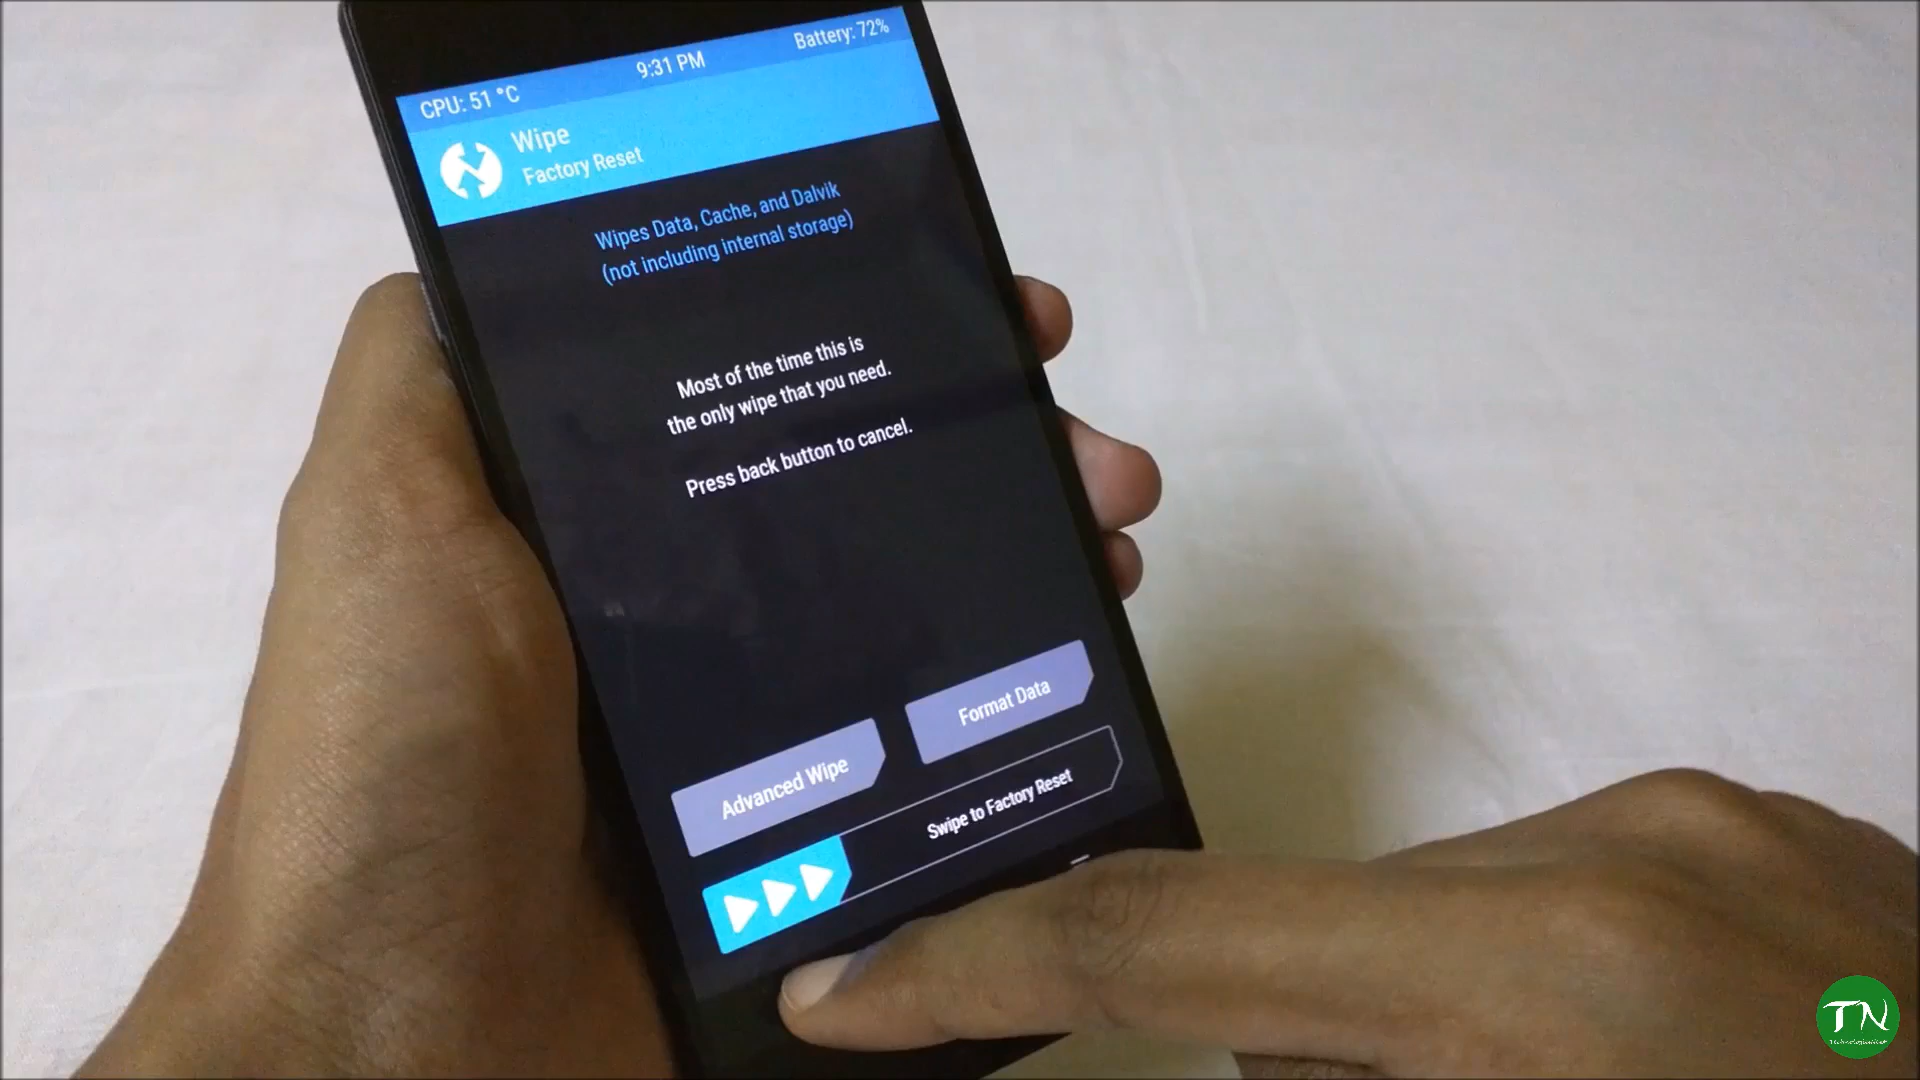 CPU: 51 °C
9:31 PM
Battery: 72%
Wipe
Factory Reset
Wipes Data, Cache, and Dalvik
(not including internal storage)
Most of the time this is
the only wipe that you need.
Press back button to cancel.
Format Data
Advanced Wipe
Swipe to Factory Reset
TN